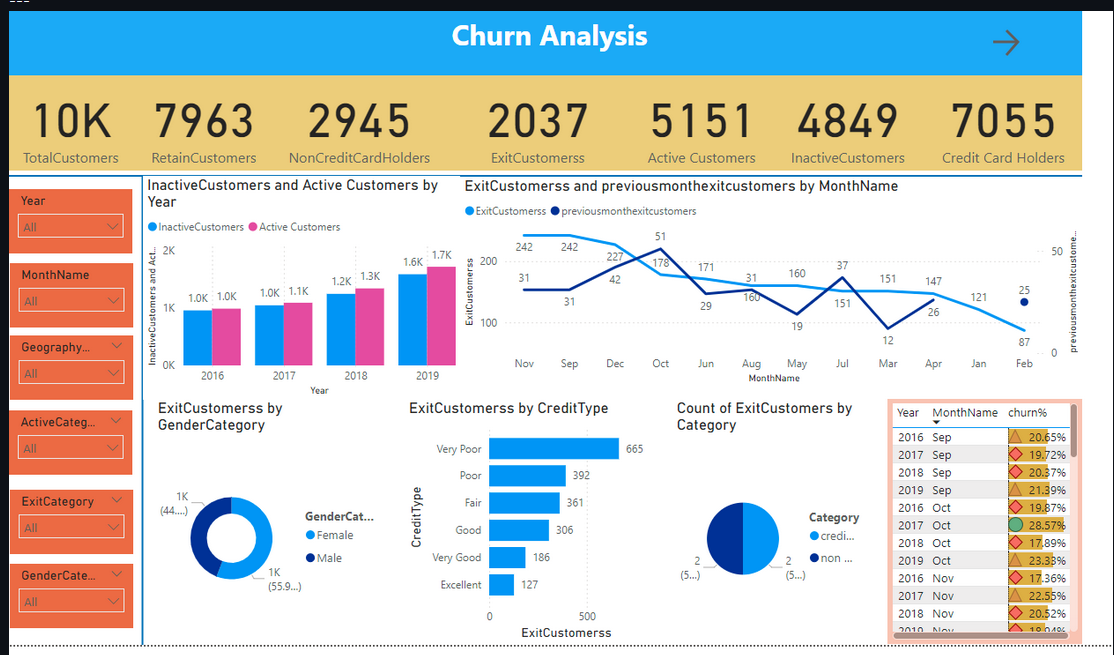 Churn Analysis
10K
TotalCustomers
7963
RetainCustomers
2945
NonCreditCardHolders
2037
ExitCustomerss
5151
Active Customers
4849
InactiveCustomers
7055
Credit Card Holders
Year
All
MonthName
All
Geography...
All
ActiveCateg...
All
ExitCategory
All
GenderCate...
All
InactiveCustomers and Active Customers by
Year
InactiveCustomers Active Customers
InactiveCustomers and Act...
2K
1K
0K
1.0K 1.0K
1.0K 1.1K
1.2K 1.3K
1.6K 1.7K
2016 2017 2018 2019
Year
ExitCustomerss and previousmonthexitcustomers by MonthName
ExitCustomerss previousmonthexitcustomers
ExitCustomerss
200
100
242 242 227 178 171 160 160 151 151 147 121 87
31 31 42 51 29 31 19 37 12 26 25
50
0
previousmonthexitcustome...
Nov Sep Dec Oct Jun Aug May Jul Mar Apr Jan Feb
MonthName
ExitCustomerss by
GenderCategory
1K
(44....)
1K
(55.9...)
GenderCat...
Female
Male
ExitCustomerss by CreditType
CreditType
Very Poor 665
Poor 392
Fair 361
Good 306
Very Good 186
Excellent 127
0 500
ExitCustomerss
Count of ExitCustomers by
Category
2
(5...)
2
(5...)
Category
credi...
non ...
Year MonthName churn%
2016 Sep 20.65%
2017 Sep 19.72%
2018 Sep 20.37%
2019 Sep 21.39%
2016 Oct 19.87%
2017 Oct 28.57%
2018 Oct 17.89%
2019 Oct 23.33%
2016 Nov 17.36%
2017 Nov 22.55%
2018 Nov 20.52%
2019 Nov 18.94%